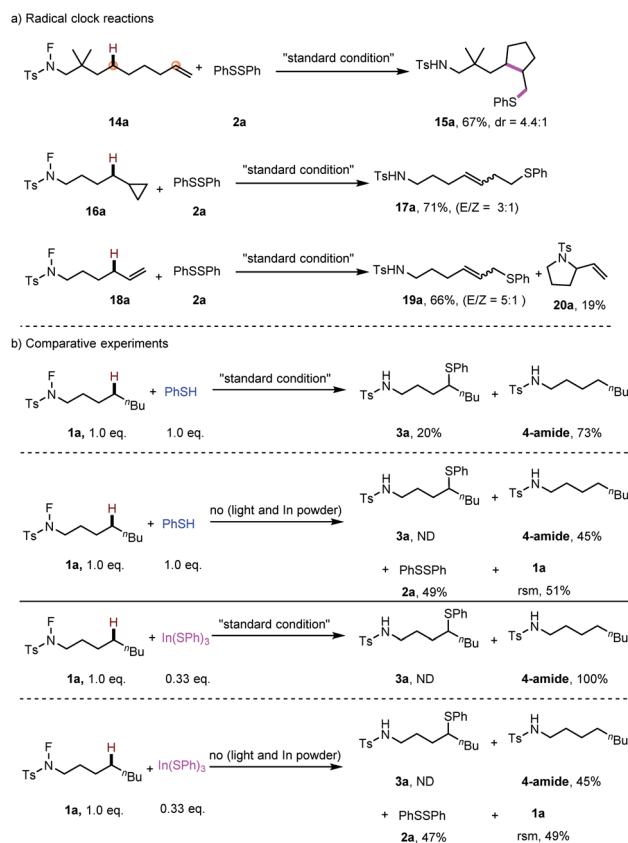 a) Radical clock reactions
F
N
Ts
H
+
PhSSPh
"standard condition"
TsHN
PhS
14a
2a
15a, 67%, dr = 4.4:1
F
N
Ts
H
+
PhSSPh
"standard condition"
TsHN
SPh
16a
2a
17a, 71%, (E/Z = 3:1)
F
N
Ts
H
+
PhSSPh
"standard condition"
TsHN
SPh
+
Ts
N
18a
2a
19a, 66%, (E/Z = 5:1)
20a, 19%
b) Comparative experiments
F
N
Ts
H
nBu
+
PhSH
"standard condition"
H
N
Ts
SPh
nBu
+
H
N
Ts
nBu
1a, 1.0 eq.
1.0 eq.
3a, 20%
4-amide, 73%
F
N
Ts
H
nBu
+
PhSH
no (light and In powder)
H
N
Ts
SPh
nBu
+
H
N
Ts
nBu
1a, 1.0 eq.
1.0 eq.
3a, ND
4-amide, 45%
+ PhSSPh
+
1a
2a, 49%
rsm, 51%
F
N
Ts
H
nBu
+
In(SPh)3
"standard condition"
H
N
Ts
SPh
nBu
+
H
N
Ts
nBu
1a, 1.0 eq.
0.33 eq.
3a, ND
4-amide, 100%
F
N
Ts
H
nBu
+
In(SPh)3
no (light and In powder)
H
N
Ts
SPh
nBu
+
H
N
Ts
nBu
1a, 1.0 eq.
0.33 eq.
3a, ND
4-amide, 45%
+ PhSSPh
+
1a
2a, 47%
rsm, 49%